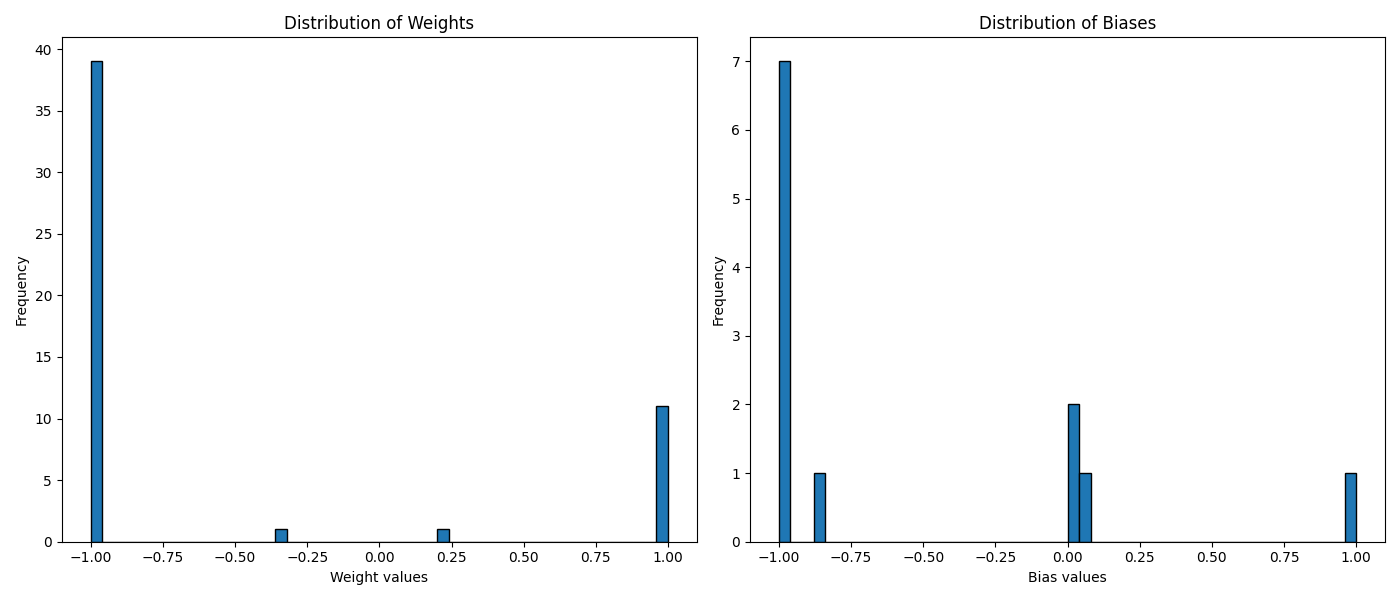 Distribution of Weights
40
35
30
25
20
15
10
5
0
Frequency
−1.00 −0.75 −0.50 −0.25 0.00 0.25 0.50 0.75 1.00
Weight values
Distribution of Biases
7
6
5
4
3
2
1
0
Frequency
−1.00 −0.75 −0.50 −0.25 0.00 0.25 0.50 0.75 1.00
Bias values